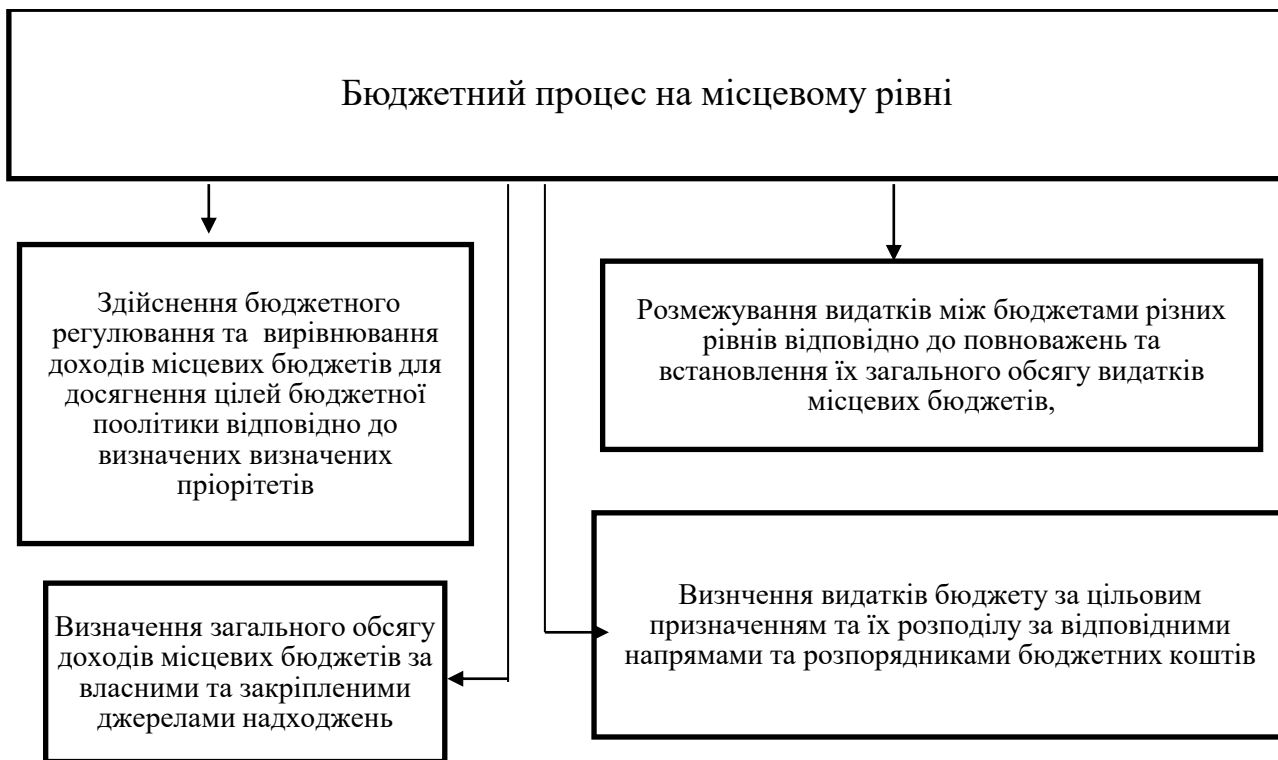 Бюджетний процес на місцевому рівні
Здійснення бюджетного
регулювання та вирівнювання
доходів місцевих бюджетів для
досягнення цілей бюджетної
поолітики відповідно до
визначених визначених
пріорітетів
Розмежування видатків між бюджетами різних
рівнів відповідно до повноважень та
встановлення їх загального обсягу видатків
місцевих бюджетів,
Визначення загального обсягу
доходів місцевих бюджетів за
власними та закріпленими
джерелами надходжень
Визнчення видатків бюджету за цільовим
призначенням та їх розподілу за відповідними
напрямами та розпорядниками бюджетних коштів